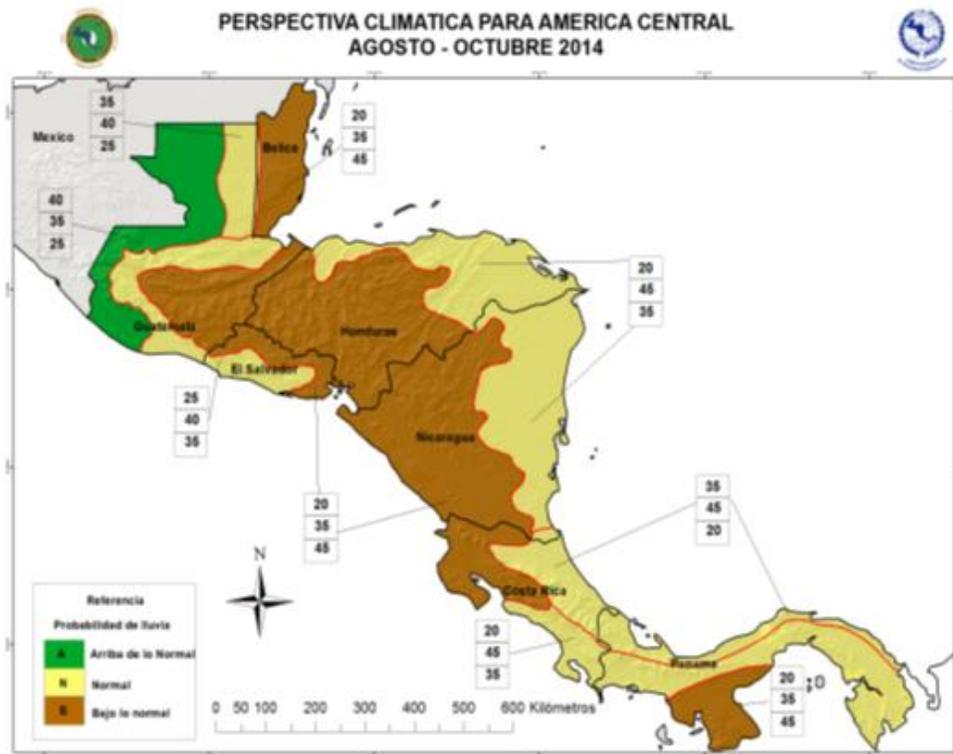 PERSPECTIVA CLIMATICA PARA AMERICA CENTRAL
AGOSTO - OCTUBRE 2014
35
40
25
Mexico
Belice
20
35
45
40
35
25
20
45
35
Guatemala
Honduras
El Salvador
25
40
35
Nicaragua
20
35
45
35
45
20
N
Costa Rica
20
45
35
Panama
20
35
45
Referencia
Probabilidad de lluvia
A Arriba de lo Normal
N Normal
B Bajo lo normal
0 50 100 200 300 400 500 600 Kilómetros